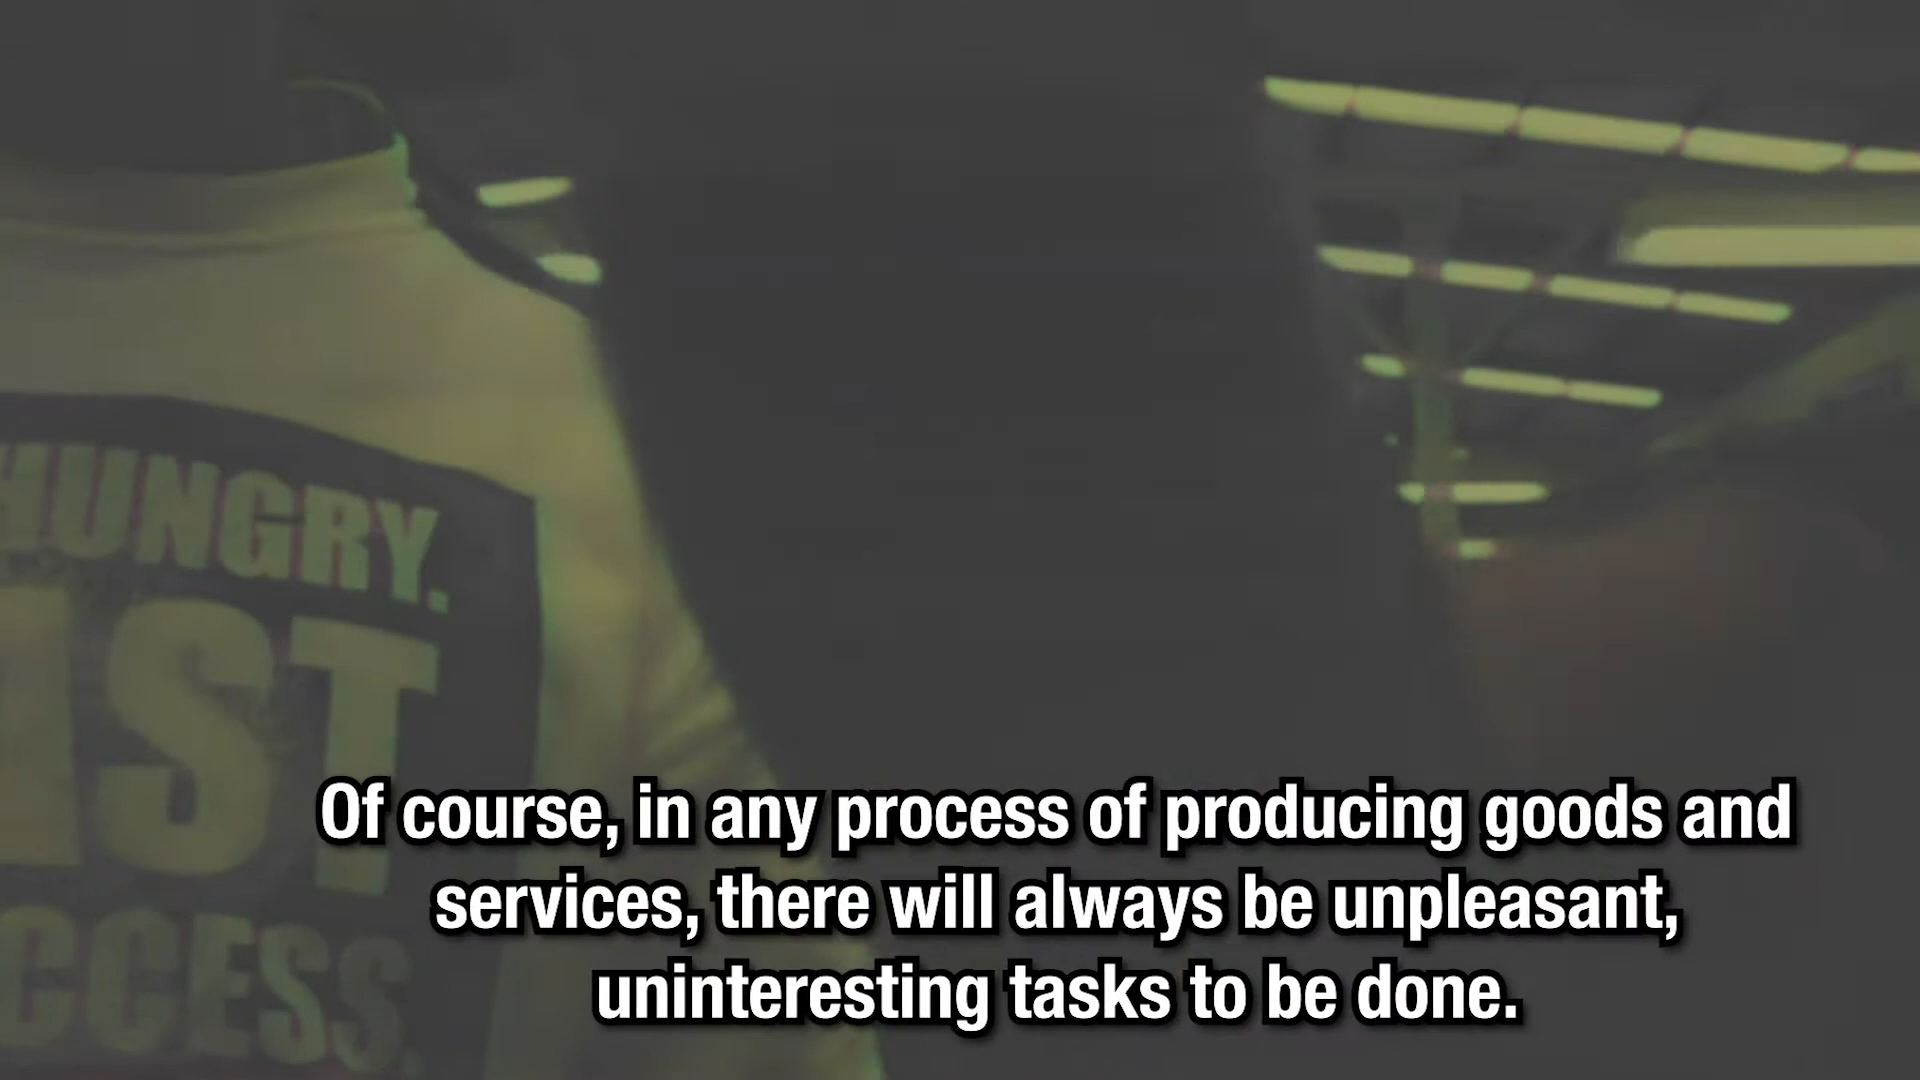 HUNGRY.
Of course, in any process of producing goods and
services, there will always be unpleasant,
uninteresting tasks to be done.